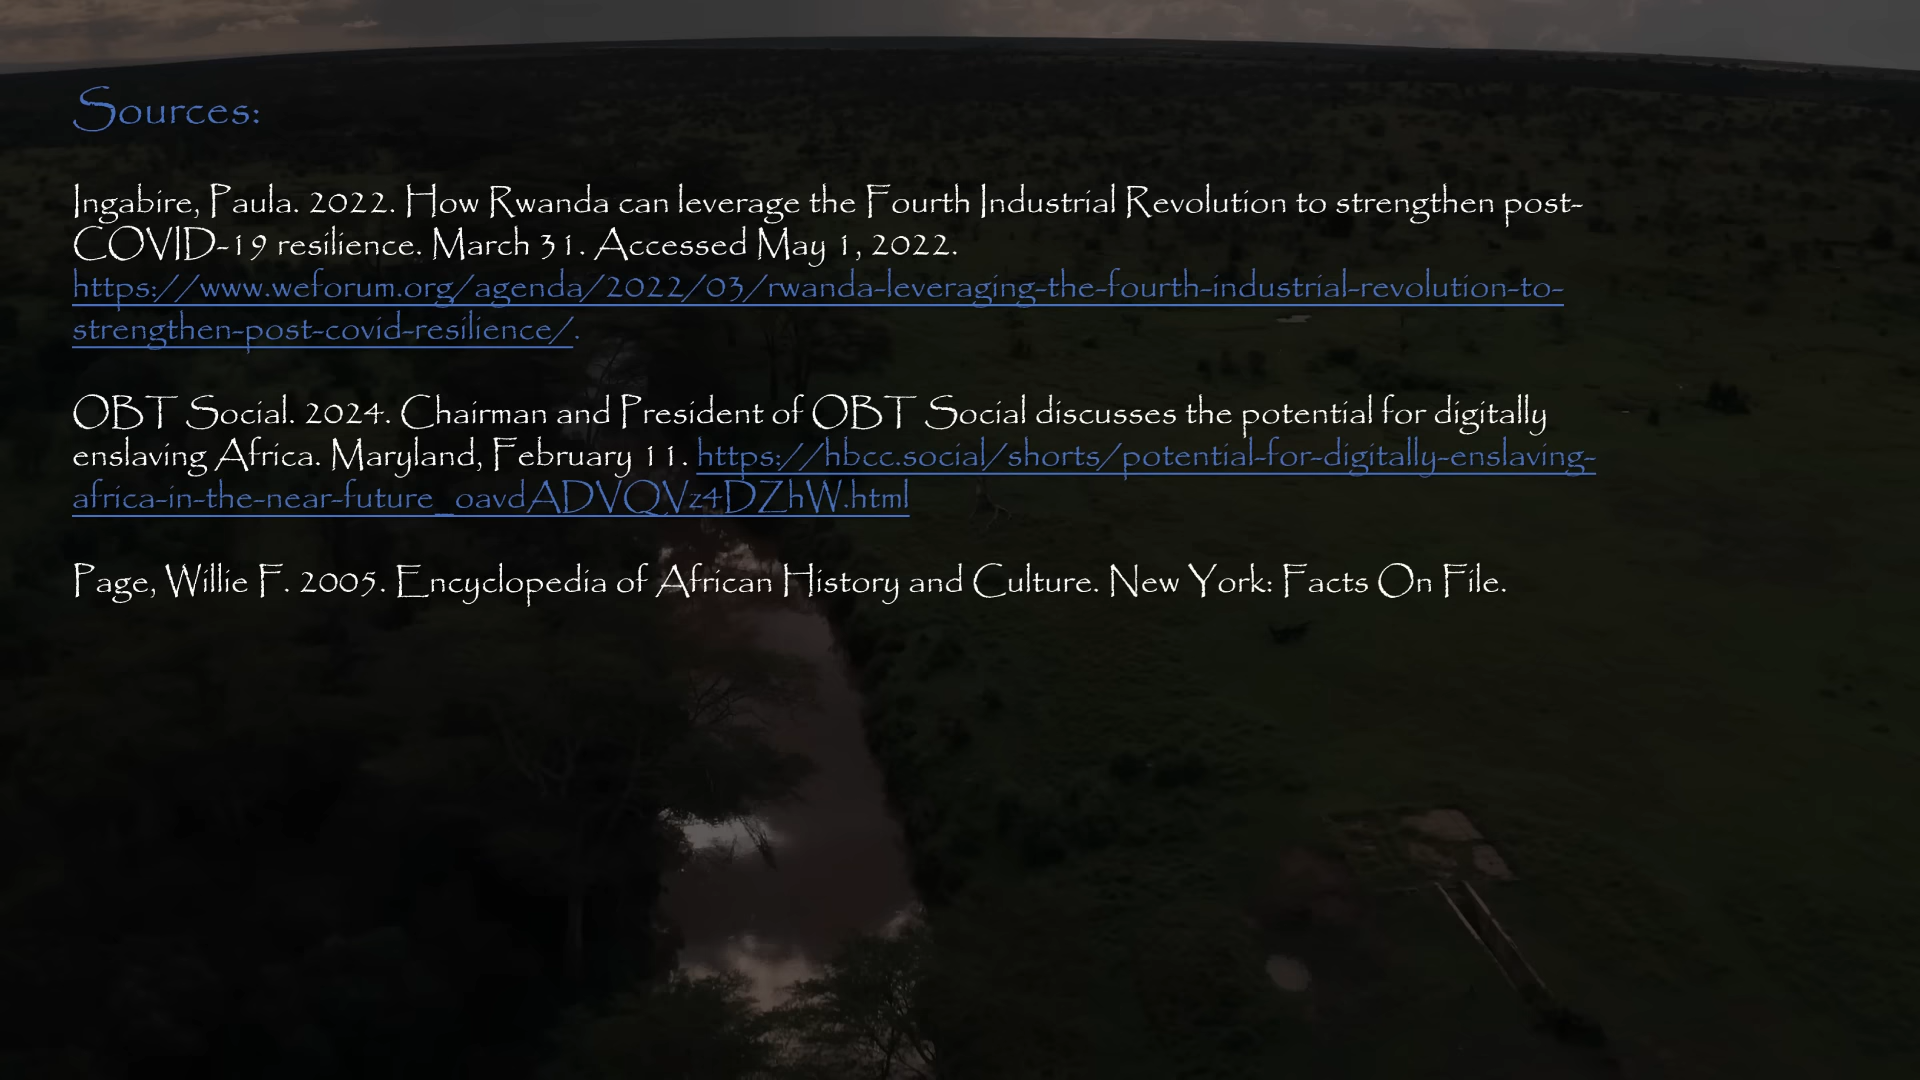 Sources:
Ingabire, Paula. 2022. How Rwanda can leverage the Fourth Industrial Revolution to strengthen post-
COVID-19 resilience. March 31. Accessed May 1, 2022.
https://www.weforum.org/agenda/2022/03/rwanda-leveraging-the-fourth-industrial-revolution-to-
strengthen-post-covid-resilience/.
OBT Social. 2024. Chairman and President of OBT Social discusses the potential for digitally
enslaving Africa. Maryland, February 11. https://hbcc.social/shorts/potential-for-digitally-enslaving-
africa-in-the-near-future_oavdADVQVz4DZhW.html
Page, Willie F. 2005. Encyclopedia of African History and Culture. New York: Facts On File.